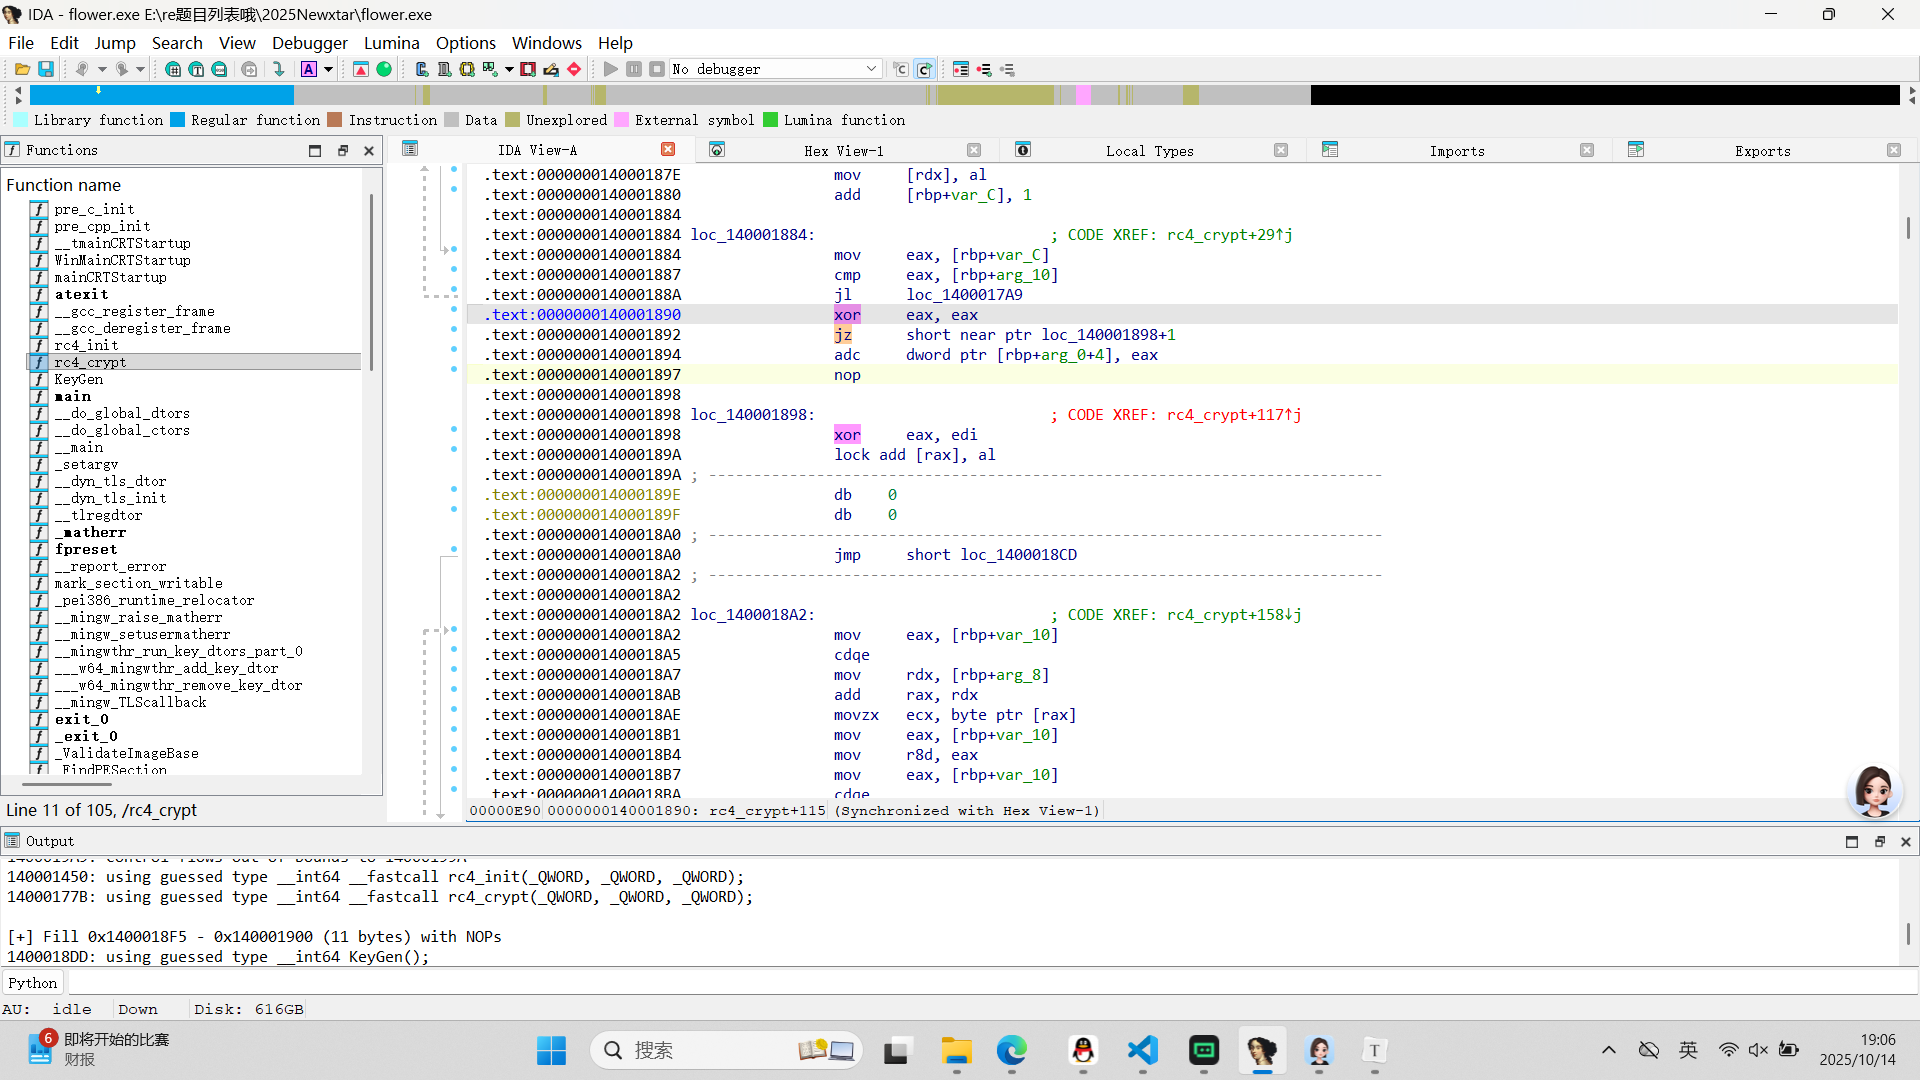 IDA - flower.exe E:\re题目列表哦\2025Newxtar\flower.exe
File Edit Jump Search View Debugger Lumina Options Windows Help
No debugger
Library function Regular function Instruction Data Unexplored External symbol Lumina function
Functions
IDA View-A Hex View-1 Local Types Imports Exports
Function name
pre_c_init
pre_cpp_init
__tmainCRTStartup
WinMainCRTStartup
mainCRTStartup
atexit
__gcc_register_frame
__gcc_deregister_frame
rc4_init
rc4_crypt
KeyGen
main
__do_global_dtors
__do_global_ctors
__main
_setargv
__dyn_tls_dtor
__dyn_tls_init
__tlregdtor
_matherr
fpreset
__report_error
mark_section_writable
_pei386_runtime_relocator
__mingw_raise_matherr
__mingw_setusermatherr
__mingwthr_run_key_dtors_part_0
___w64_mingwthr_add_key_dtor
___w64_mingwthr_remove_key_dtor
__mingw_TLScallback
exit_0
_exit_0
_ValidateImageBase
_FindPESection
Line 11 of 105, /rc4_crypt
.text:000000014000187E mov [rdx], al
.text:0000000140001880 add [rbp+var_C], 1
.text:0000000140001884
.text:0000000140001884 loc_140001884: ; CODE XREF: rc4_crypt+29↑j
.text:0000000140001884 mov eax, [rbp+var_C]
.text:0000000140001887 cmp eax, [rbp+arg_10]
.text:000000014000188A jl loc_1400017A9
.text:0000000140001890 xor eax, eax
.text:0000000140001892 jz short near ptr loc_140001898+1
.text:0000000140001894 adc dword ptr [rbp+arg_0+4], eax
.text:0000000140001897 nop
.text:0000000140001898
.text:0000000140001898 loc_140001898: ; CODE XREF: rc4_crypt+117↑j
.text:0000000140001898 xor eax, edi
.text:000000014000189A lock add [rax], al
.text:000000014000189A ; ---------------------------------------------------------------------------
.text:000000014000189E db 0
.text:000000014000189F db 0
.text:00000001400018A0 ; ---------------------------------------------------------------------------
.text:00000001400018A0 jmp short loc_1400018CD
.text:00000001400018A2 ; ---------------------------------------------------------------------------
.text:00000001400018A2
.text:00000001400018A2 loc_1400018A2: ; CODE XREF: rc4_crypt+158↓j
.text:00000001400018A2 mov eax, [rbp+var_10]
.text:00000001400018A5 cdqe
.text:00000001400018A7 mov rdx, [rbp+arg_8]
.text:00000001400018AB add rax, rdx
.text:00000001400018AE movzx ecx, byte ptr [rax]
.text:00000001400018B1 mov eax, [rbp+var_10]
.text:00000001400018B4 mov r8d, eax
.text:00000001400018B7 mov eax, [rbp+var_10]
.text:00000001400018BA cdqe
00000E90 0000000140001890: rc4_crypt+115 (Synchronized with Hex View-1)
Output
1400019A9: control flows out of bounds to 14000199A
140001450: using guessed type __int64 __fastcall rc4_init(_QWORD, _QWORD, _QWORD);
14000177B: using guessed type __int64 __fastcall rc4_crypt(_QWORD, _QWORD, _QWORD);
[+] Fill 0x1400018F5 - 0x140001900 (11 bytes) with NOPs
1400018DD: using guessed type __int64 KeyGen();
Python
AU: idle Down Disk: 616GB
6
即将开始的比赛
财报
搜索
英
19:06
2025/10/14